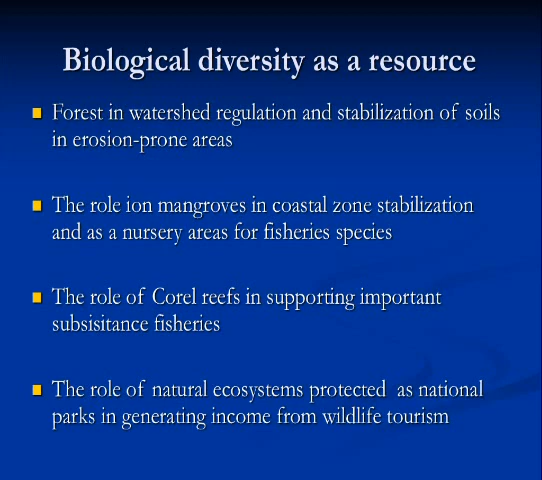 Biological diversity as a resource
Forest in watershed regulation and stabilization of soils
in erosion-prone areas
The role ion mangroves in coastal zone stabilization
and as a nursery areas for fisheries species
The role of Corel reefs in supporting important
subsisitance fisheries
The role of natural ecosystems protected as national
parks in generating income from wildlife tourism